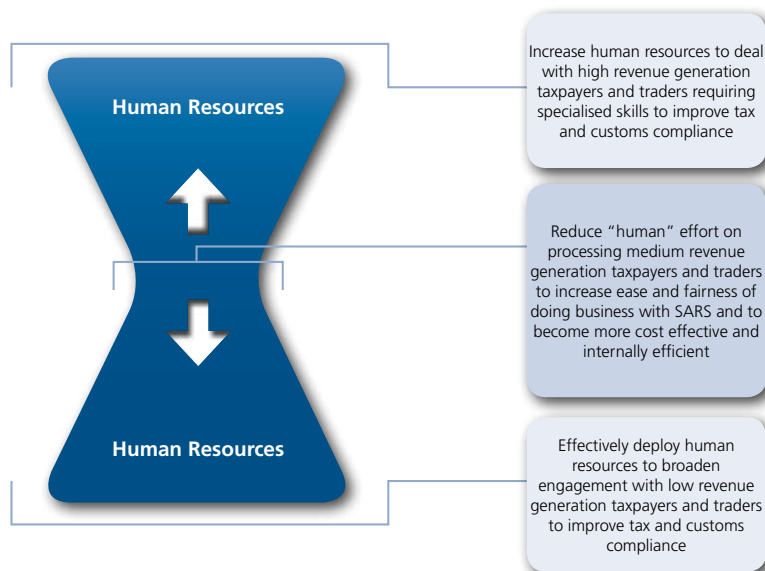 Human Resources
Increase human resources to deal
with high revenue generation
taxpayers and traders requiring
specialised skills to improve tax
and customs compliance
Reduce “human” effort on
processing medium revenue
generation taxpayers and traders
to increase ease and fairness of
doing business with SARS and to
become more cost effective and
internally efficient
Human Resources
Effectively deploy human
resources to broaden
engagement with low revenue
generation taxpayers and traders
to improve tax and customs
compliance